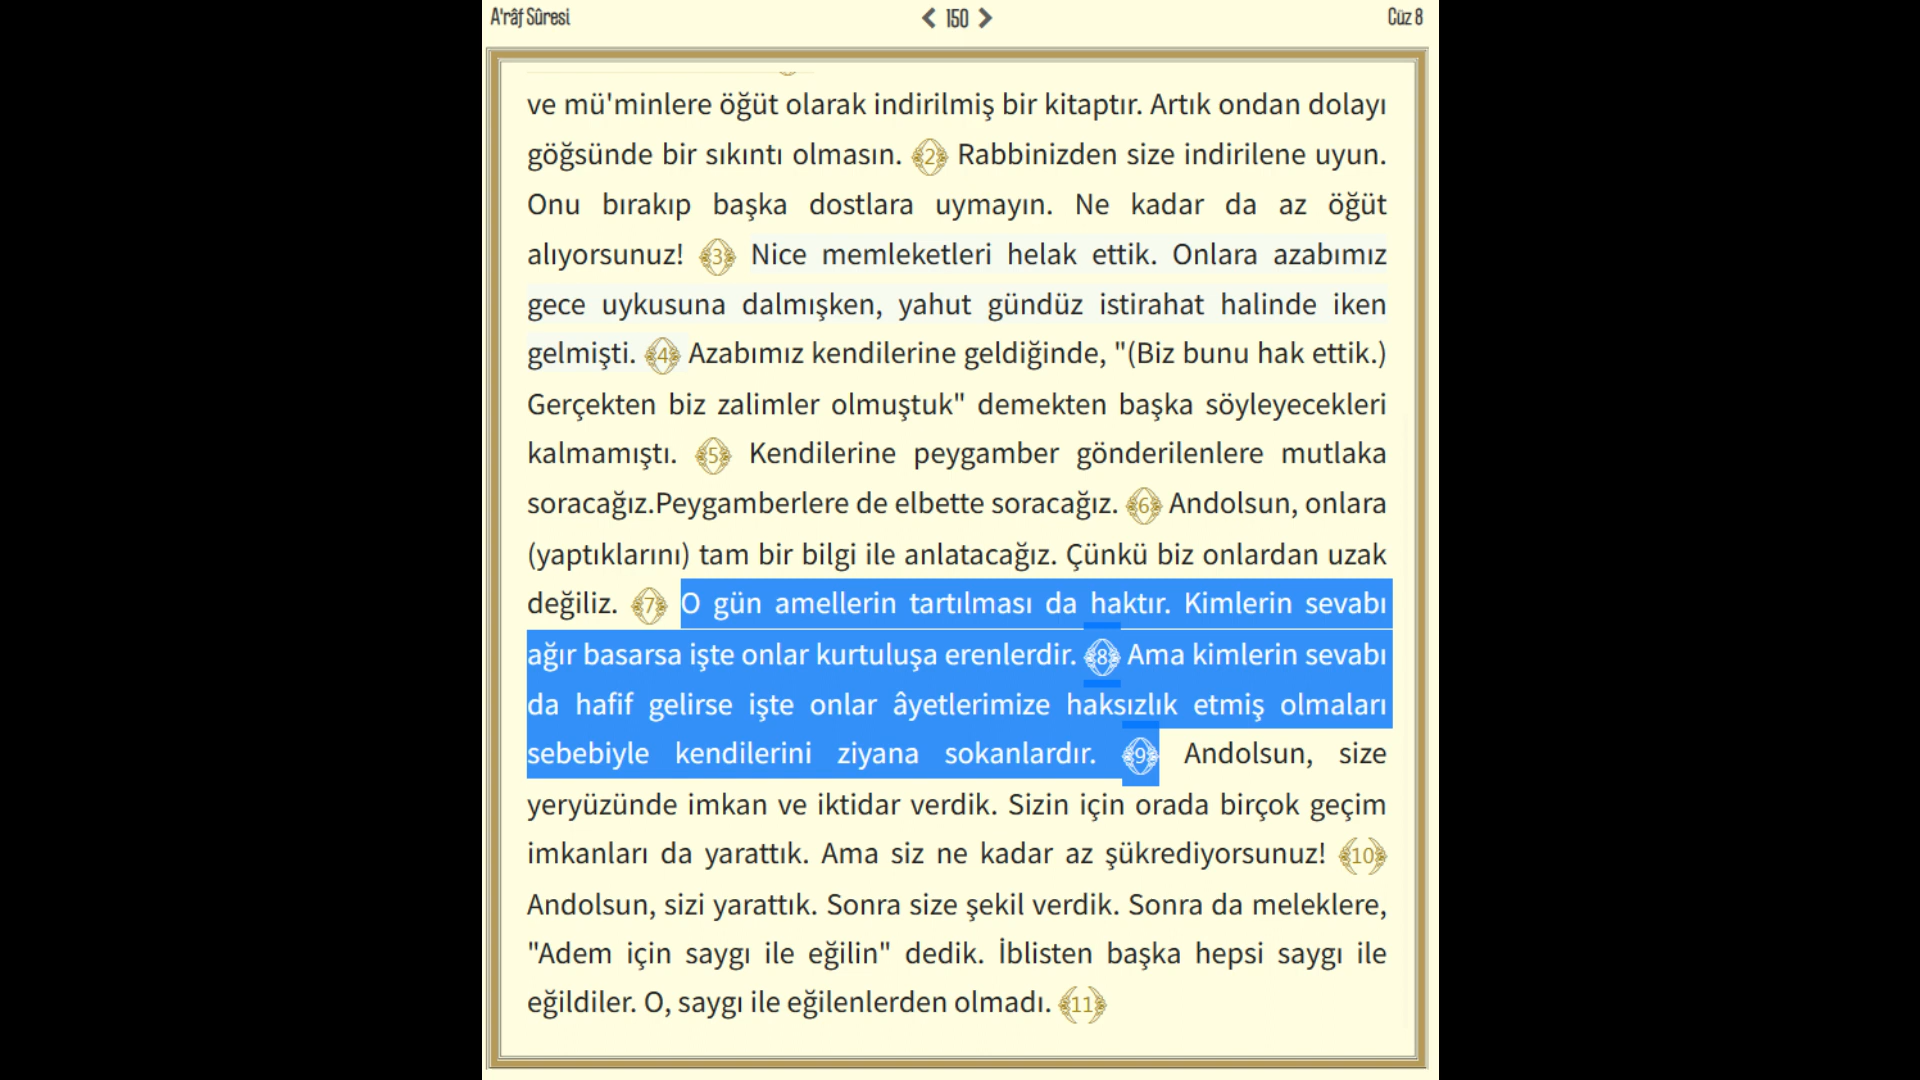 A'râf Sûresi
150
Cüz 8
ve mü'minlere öğüt olarak indirilmiş bir kitaptır. Artık ondan dolayı
göğsünde bir sıkıntı olmasın. 2 Rabbinizden size indirilene uyun.
Onu bırakıp başka dostlara uymayın. Ne kadar da az öğüt
alıyorsunuz! 3 Nice memleketleri helak ettik. Onlara azabımız
gece uykusuna dalmışken, yahut gündüz istirahat halinde iken
gelmişti. 4 Azabımız kendilerine geldiğinde, "(Biz bunu hak ettik.)
Gerçekten biz zalimler olmuştuk" demekten başka söyleyecekleri
kalmamıştı. 5 Kendilerine peygamber gönderilenlere mutlaka
soracağız.Peygamberlere de elbette soracağız. 6 Andolsun, onlara
(yaptıklarını) tam bir bilgi ile anlatacağız. Çünkü biz onlardan uzak
değiliz. 7 O gün amellerin tartılması da haktır. Kimlerin sevabı
ağır basarsa işte onlar kurtuluşa erenlerdir. 8 Ama kimlerin sevabı
da hafif gelirse işte onlar âyetlerimize haksızlık etmiş olmaları
sebebiyle kendilerini ziyana sokanlardır. 9 Andolsun, size
yeryüzünde imkan ve iktidar verdik. Sizin için orada birçok geçim
imkanları da yarattık. Ama siz ne kadar az şükrediyorsunuz! 10
Andolsun, sizi yarattık. Sonra size şekil verdik. Sonra da meleklere,
"Adem için saygı ile eğilin" dedik. İblisten başka hepsi saygı ile
eğildiler. O, saygı ile eğilenlerden olmadı. 11